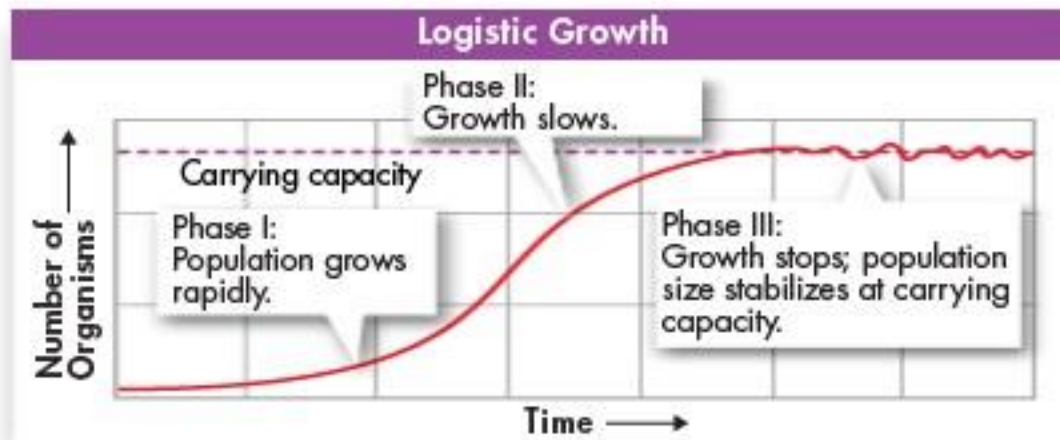 Logistic Growth
Phase II:
Growth slows.
Carrying capacity
Phase I:
Population grows
rapidly.
Phase III:
Growth stops; population
size stabilizes at carrying
capacity.
Number of
Organisms
Time